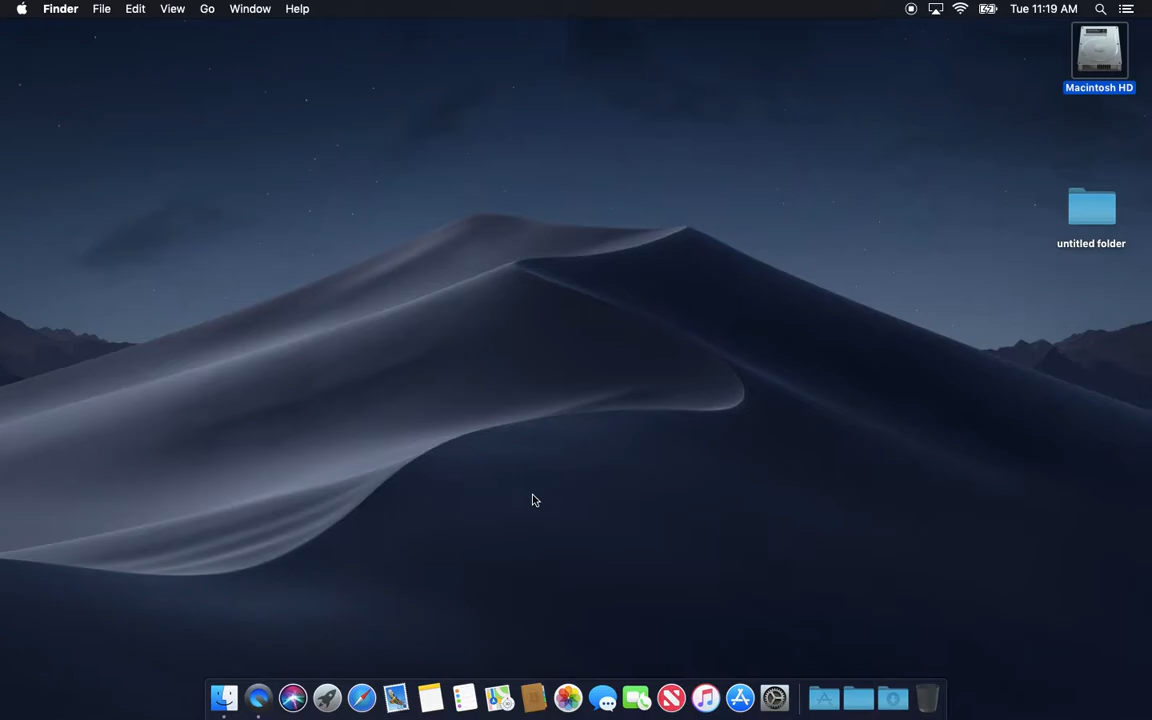 Finder File Edit View Go Window Help Tue 11:19 AM
Macintosh HD
untitled folder